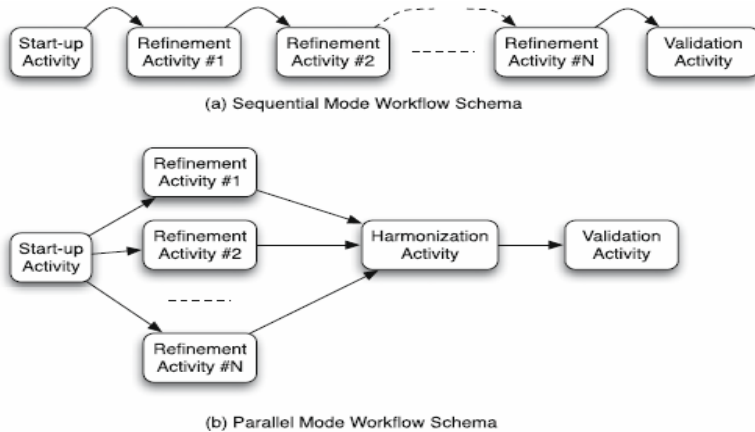 Start-up
Activity
Refinement
Activity #1
Refinement
Activity #2
Refinement
Activity #N
Validation
Activity
(a) Sequential Mode Workflow Schema
Refinement
Activity #1
Start-up
Activity
Refinement
Activity #2
Refinement
Activity #N
Harmonization
Activity
Validation
Activity
(b) Parallel Mode Workflow Schema